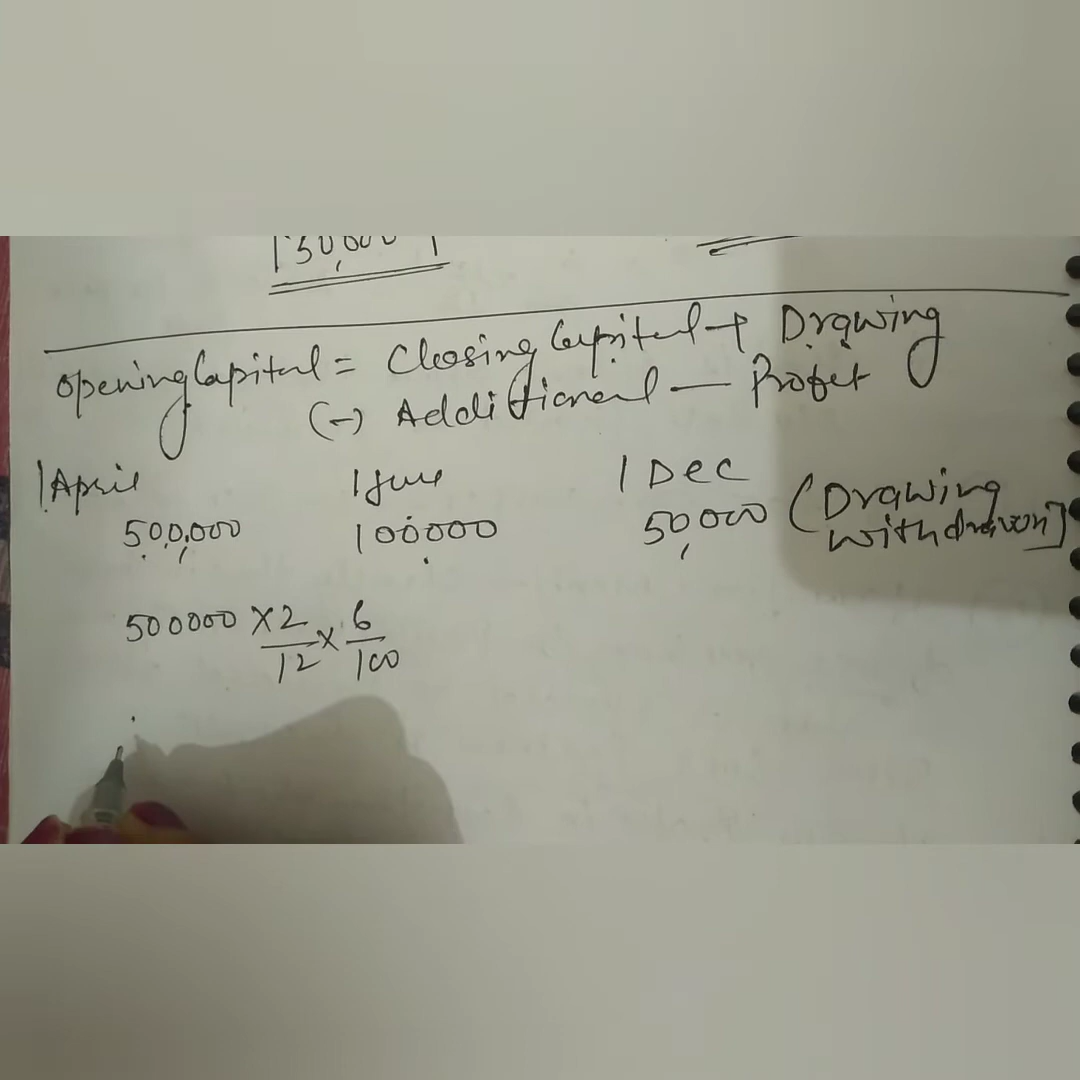 130,000
Opening Capital = Closing Capital + Drawing
(-) Additional — Profit
1 April 1 June 1 Dec
500,000 100000 50,000 (Drawing withdrawn)
500000 × 2/12 × 6/100